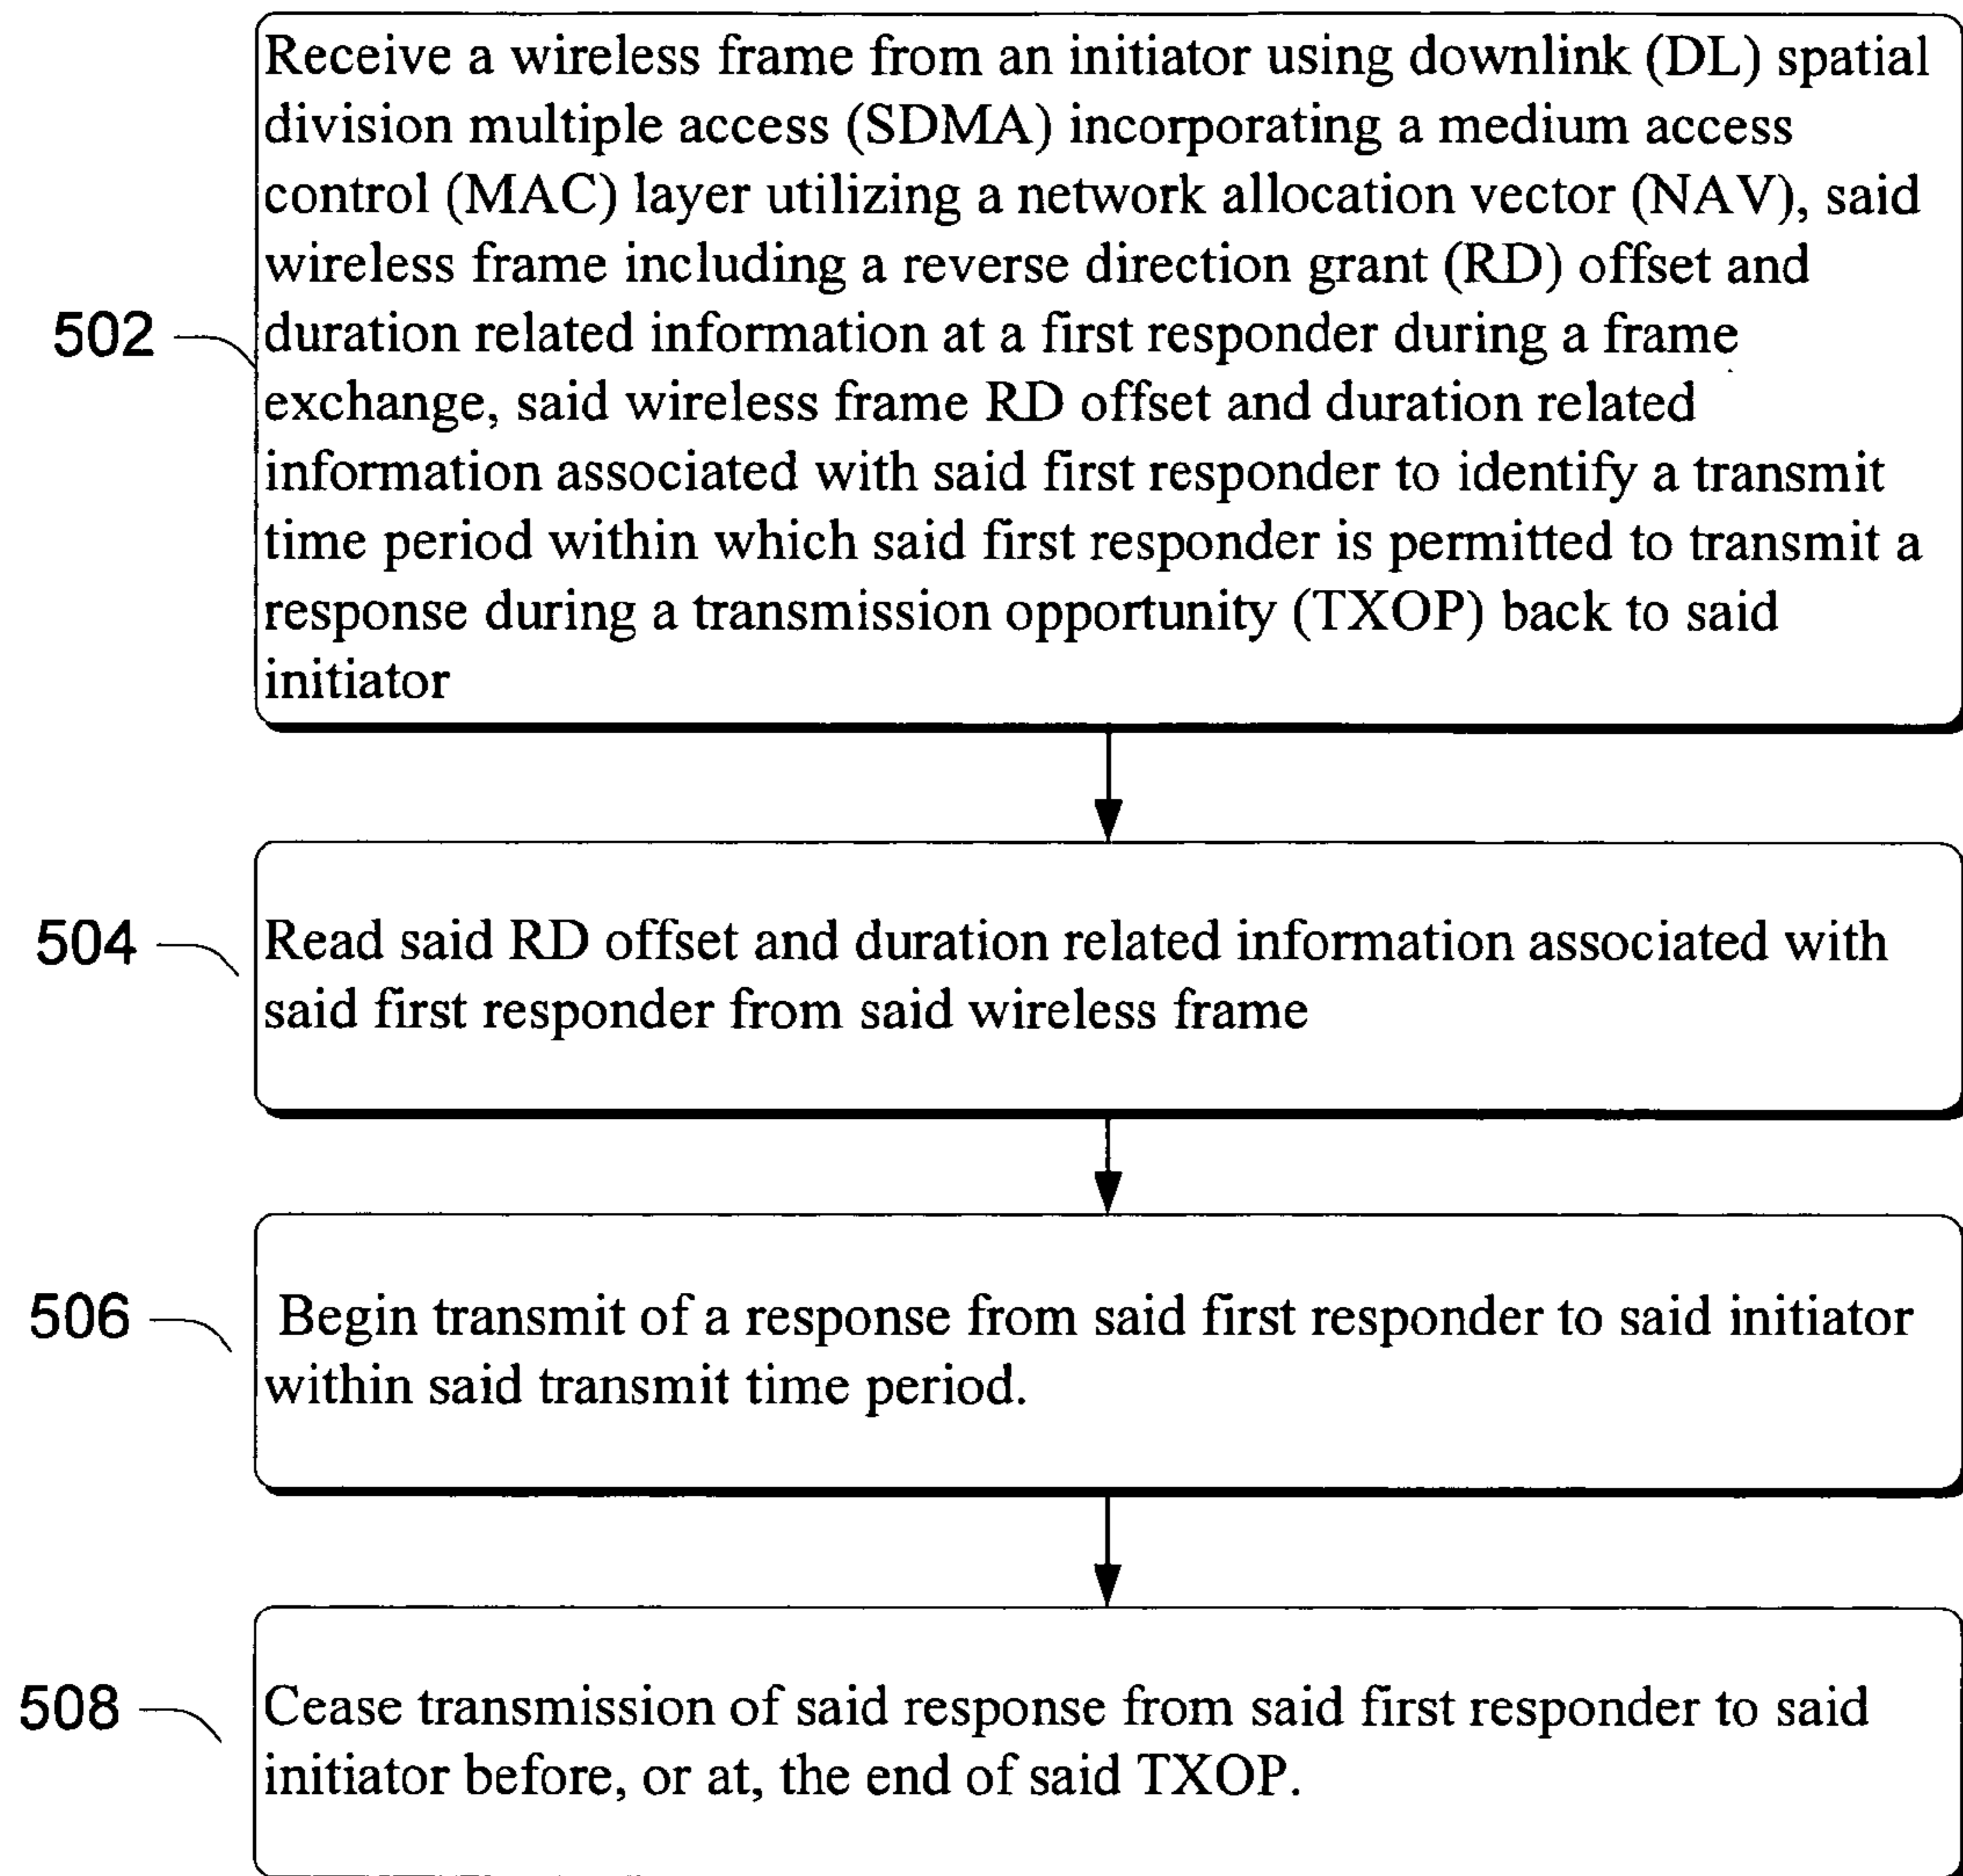 Receive a wireless frame from an initiator using downlink (DL) spatial
division multiple access (SDMA) incorporating a medium access
control (MAC) layer utilizing a network allocation vector (NAV), said
wireless frame including a reverse direction grant (RD) offset and
502
duration related information at a first responder during a frame
exchange, said wireless frame RD offset and duration related
information associated with said first responder to identify a transmit
time period within which said first responder is permitted to transmit a
response during a transmission opportunity (TXOP) back to said
initiator
504
Read said RD offset and duration related information associated with
said first responder from said wireless frame
506
Begin transmit of a response from said first responder to said initiator
within said transmit time period.
508
Cease transmission of said response from said first responder to said
initiator before, or at, the end of said TXOP.